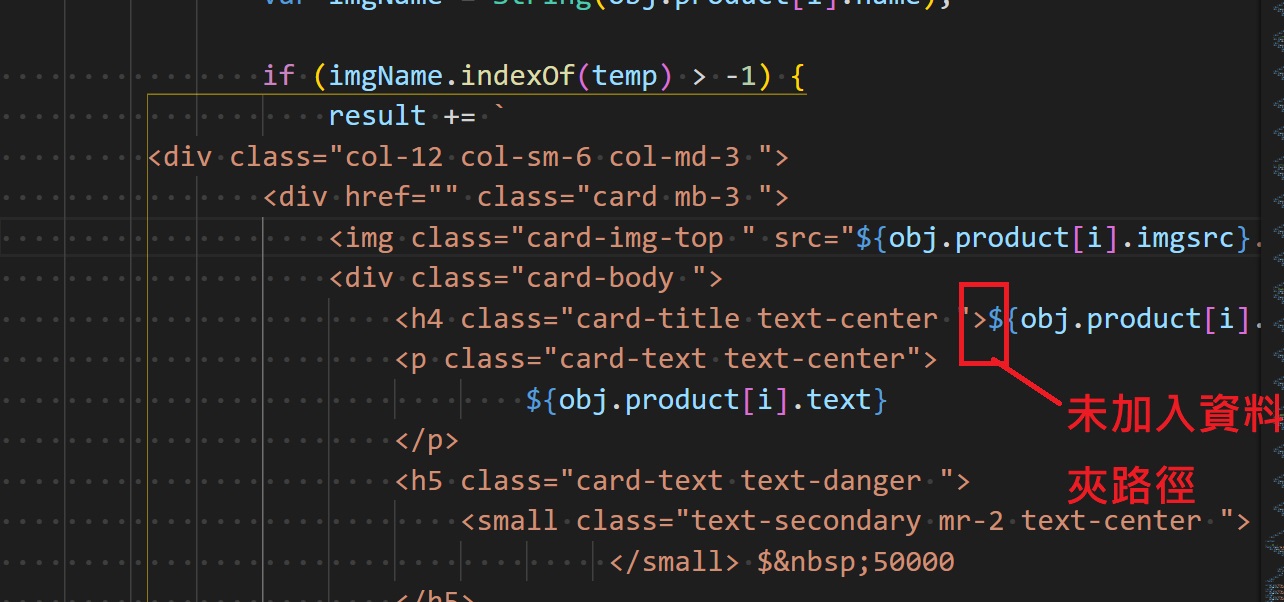 var imgName = String(obj.product[i].name);
if (imgName.indexOf(temp) > -1) {
result += `
<div class="col-12 col-sm-6 col-md-3 ">
<div href="" class="card mb-3 ">
<img class="card-img-top " src="${obj.product[i].imgsrc}.
<div class="card-body ">
<h4 class="card-title text-center ">${obj.product[i].
<p class="card-text text-center">
${obj.product[i].text}
未加入資料
</p>
<h5 class="card-text text-danger ">
夾路徑
<small class="text-secondary mr-2 text-center ">
</small> $&nbsp;50000
</h5>